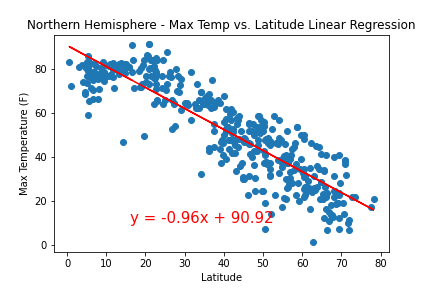 Northern Hemisphere - Max Temp vs. Latitude Linear Regression
Max Temperature (F)
80
60
40
20
0
y = -0.96x + 90.92
0 10 20 30 40 50 60 70 80
Latitude